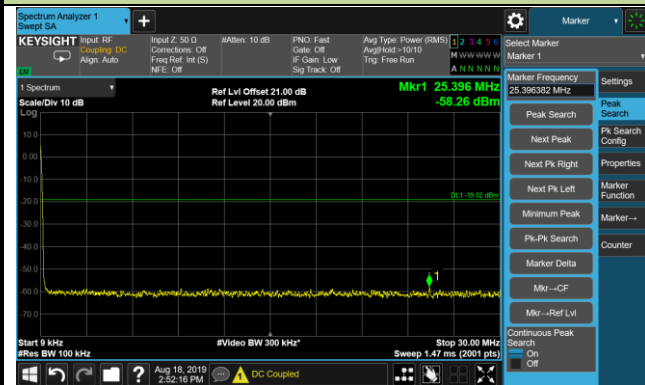 Spectrum Analyzer 1
Swept SA
+
Marker
KEYSIGHT
Input: RF
Coupling: DC
Align: Auto
Input Z: 50 Ω
Corrections: Off
Freq Ref: Int (S)
NFE: Off
#Atten: 10 dB
PNO: Fast
Gate: Off
IF Gain: Low
Sig Track: Off
Avg Type: Power (RMS)
Avg|Hold:>10/10
Trig: Free Run
1 2 3 4 5 6
M W W W W W
A N N N N N
Select Marker
Marker 1
1 Spectrum
Scale/Div 10 dB
Log
Ref Lvl Offset 21.00 dB
Ref Level 20.00 dBm
Mkr1 25.396 MHz
-58.26 dBm
10.0
0.00
-10.0
-20.0
-30.0
-40.0
-50.0
-60.0
-70.0
DL1 -19.02 dBm
1
Start 9 kHz
#Res BW 100 kHz
#Video BW 300 kHz*
Stop 30.00 MHz
Sweep 1.47 ms (2001 pts)
Marker Frequency
25.396382 MHz
Peak Search
Next Peak
Next Pk Right
Next Pk Left
Minimum Peak
Pk-Pk Search
Marker Delta
Mkr→CF
Mkr→Ref Lvl
Continuous Peak
Search
On
Off
Settings
Peak
Search
Pk Search
Config
Properties
Marker
Function
Marker→
Counter
?
Aug 18, 2019
2:52:16 PM
DC Coupled